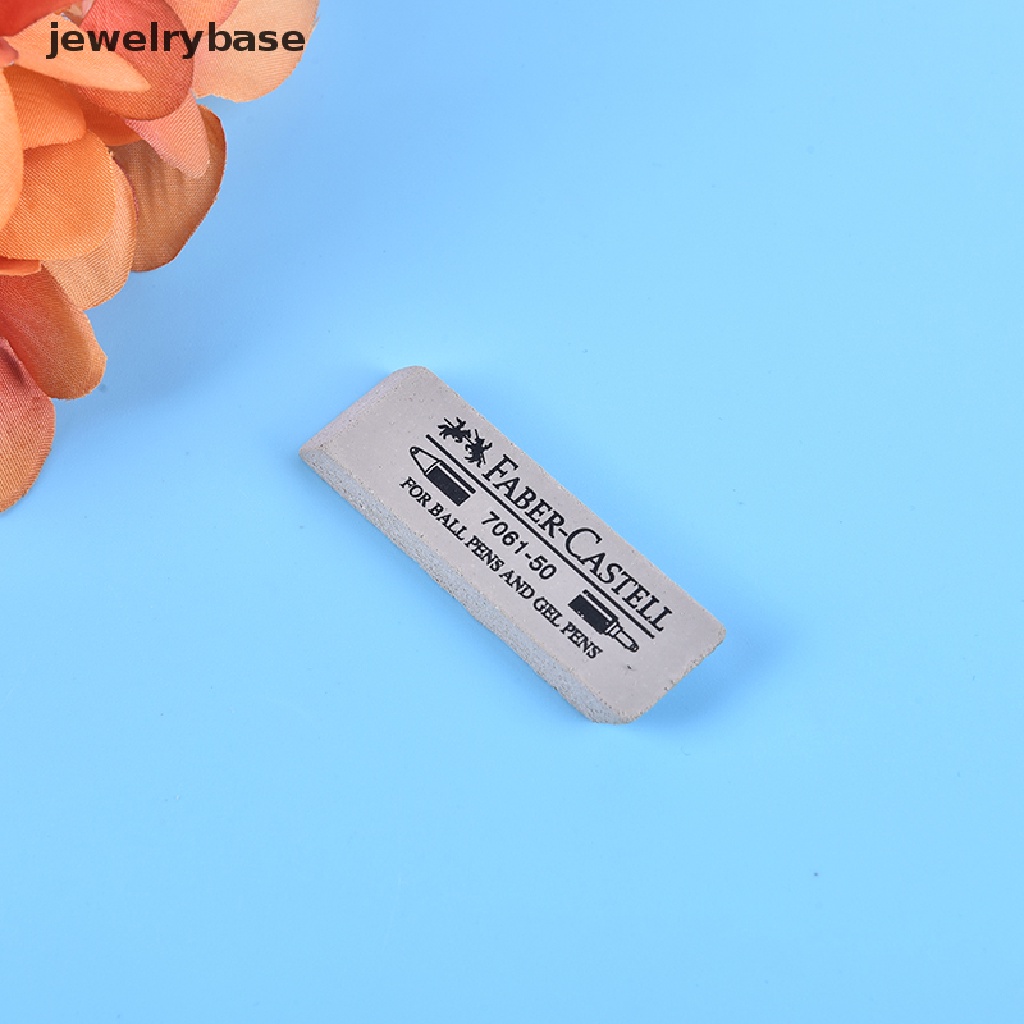 jewelrybase
FABER-CASTELL
7061-50
FOR BALL PENS AND GEL PENS